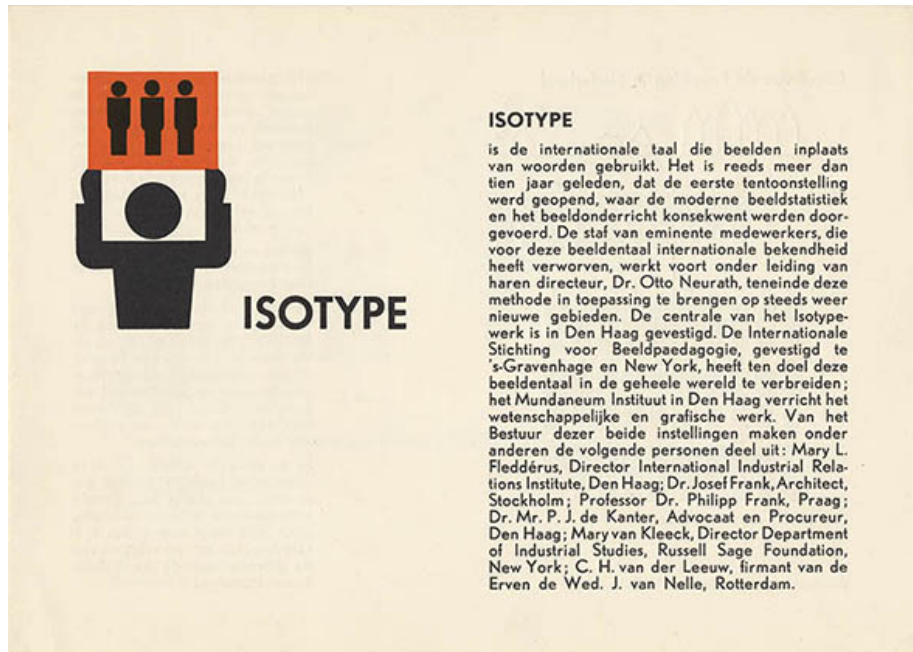 ISOTYPE
ISOTYPE
is de internationale taal die beelden inplaats
van woorden gebruikt. Het is reeds meer dan
tien jaar geleden, dat de eerste tentoonstelling
werd geopend, waar de moderne beeldstatistiek
en het beeldonderricht konsekwent werden door-
gevoerd. De staf van eminente medewerkers, die
voor deze beeldentaal internationale bekendheid
heeft verworven, werkt voort onder leiding van
haren directeur, Dr. Otto Neurath, teneinde deze
methode in toepassing te brengen op steeds weer
nieuwe gebieden. De centrale van het Isotype-
werk is in Den Haag gevestigd. De Internationale
Stichting voor Beeldpaedagogie, gevestigd te
's-Gravenhage en New York, heeft ten doel deze
beeldentaal in de geheele wereld te verbreiden;
het Mundaneum Instituut in Den Haag verricht het
wetenschappelijke en grafische werk. Van het
Bestuur dezer beide instellingen maken onder
anderen de volgende personen deel uit: Mary L.
Fleddérus, Director International Industrial Rela-
tions Institute, Den Haag; Dr. Josef Frank, Architect,
Stockholm; Professor Dr. Philipp Frank, Praag;
Dr. Mr. P. J. de Kanter, Advocaat en Procureur,
Den Haag; Mary van Kleeck, Director Department
of Industrial Studies, Russell Sage Foundation,
New York; C. H. van der Leeuw, firmant van de
Erven de Wed. J. van Nelle, Rotterdam.